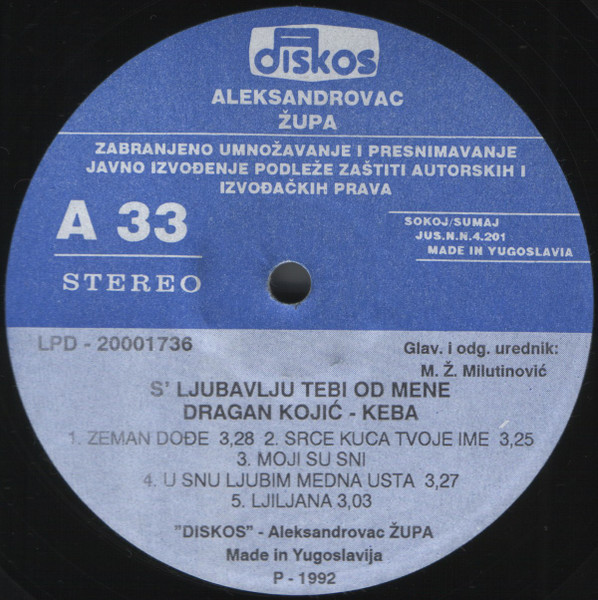 diskos
ALEKSANDROVAC
ŽUPA
ZABRANJENO UMNOŽAVANJE I PRESNIMAVANJE
JAVNO IZVOĐENJE PODLEŽE ZAŠTITI AUTORSKIH I
IZVOĐAČKIH PRAVA
A 33
STEREO
SOKOJ/SUMAJ
JUS.N.N.4.201
MADE IN YUGOSLAVIA
LPD - 20001736
Glav. i odg. urednik:
M. Ž. Milutinović
S' LJUBAVLJU TEBI OD MENE
DRAGAN KOJIĆ - KEBA
1. ZEMAN DOĐE 3,28 2. SRCE KUCA TVOJE IME 3,25
3. MOJI SU SNI
4. U SNU LJUBIM MEDNA USTA 3,27
5. LJILJANA 3,03
"DISKOS" - Aleksandrovac ŽUPA
Made in Yugoslavija
P - 1992